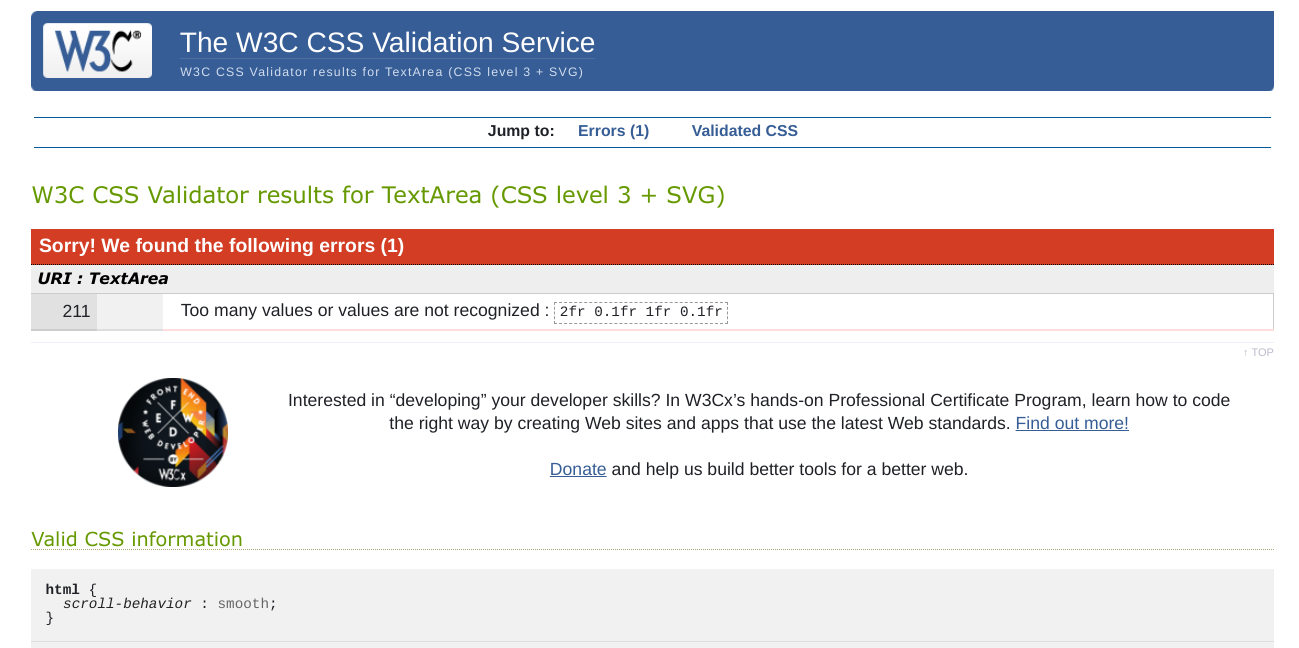 W3C®
The W3C CSS Validation Service
W3C CSS Validator results for TextArea (CSS level 3 + SVG)
Jump to: Errors (1) Validated CSS
W3C CSS Validator results for TextArea (CSS level 3 + SVG)
Sorry! We found the following errors (1)
URI : TextArea
211 Too many values or values are not recognized : 2fr 0.1fr 1fr 0.1fr
↑ TOP
FRONT END
F
E W
D
WEB DEVELOPER
BY
W3Cx
Interested in “developing” your developer skills? In W3Cx’s hands-on Professional Certificate Program, learn how to code
the right way by creating Web sites and apps that use the latest Web standards. Find out more!
Donate and help us build better tools for a better web.
Valid CSS information
html {
scroll-behavior : smooth;
}